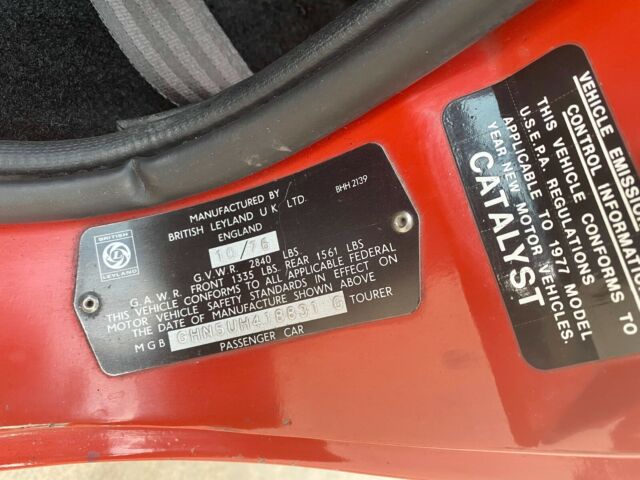 MANUFACTURED BY
BRITISH LEYLAND U K LTD.
ENGLAND
BHH 2139
BRITISH
LEYLAND
10/76
G.V.W.R 2840 LBS
G.A.W.R. FRONT 1335 LBS. REAR 1561 LBS
THIS VEHICLE CONFORMS TO ALL APPLICABLE FEDERAL
MOTOR VEHICLE SAFETY STANDARDS IN EFFECT ON
THE DATE OF MANUFACTURE SHOWN ABOVE
MGB GHN5UH418631 G TOURER
PASSENGER CAR
VEHICLE EMISSION
CONTROL INFORMATION
THIS VEHICLE CONFORMS TO
U.S.E.P.A. REGULATIONS
APPLICABLE TO 1977 MODEL
YEAR NEW MOTOR VEHICLES.
CATALYST